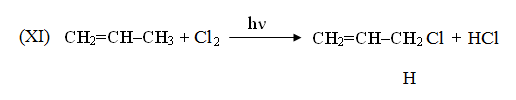 hν
(XI) CH₂=CH–CH₃ + Cl₂ ⟶ CH₂=CH–CH₂ Cl + HCl
H